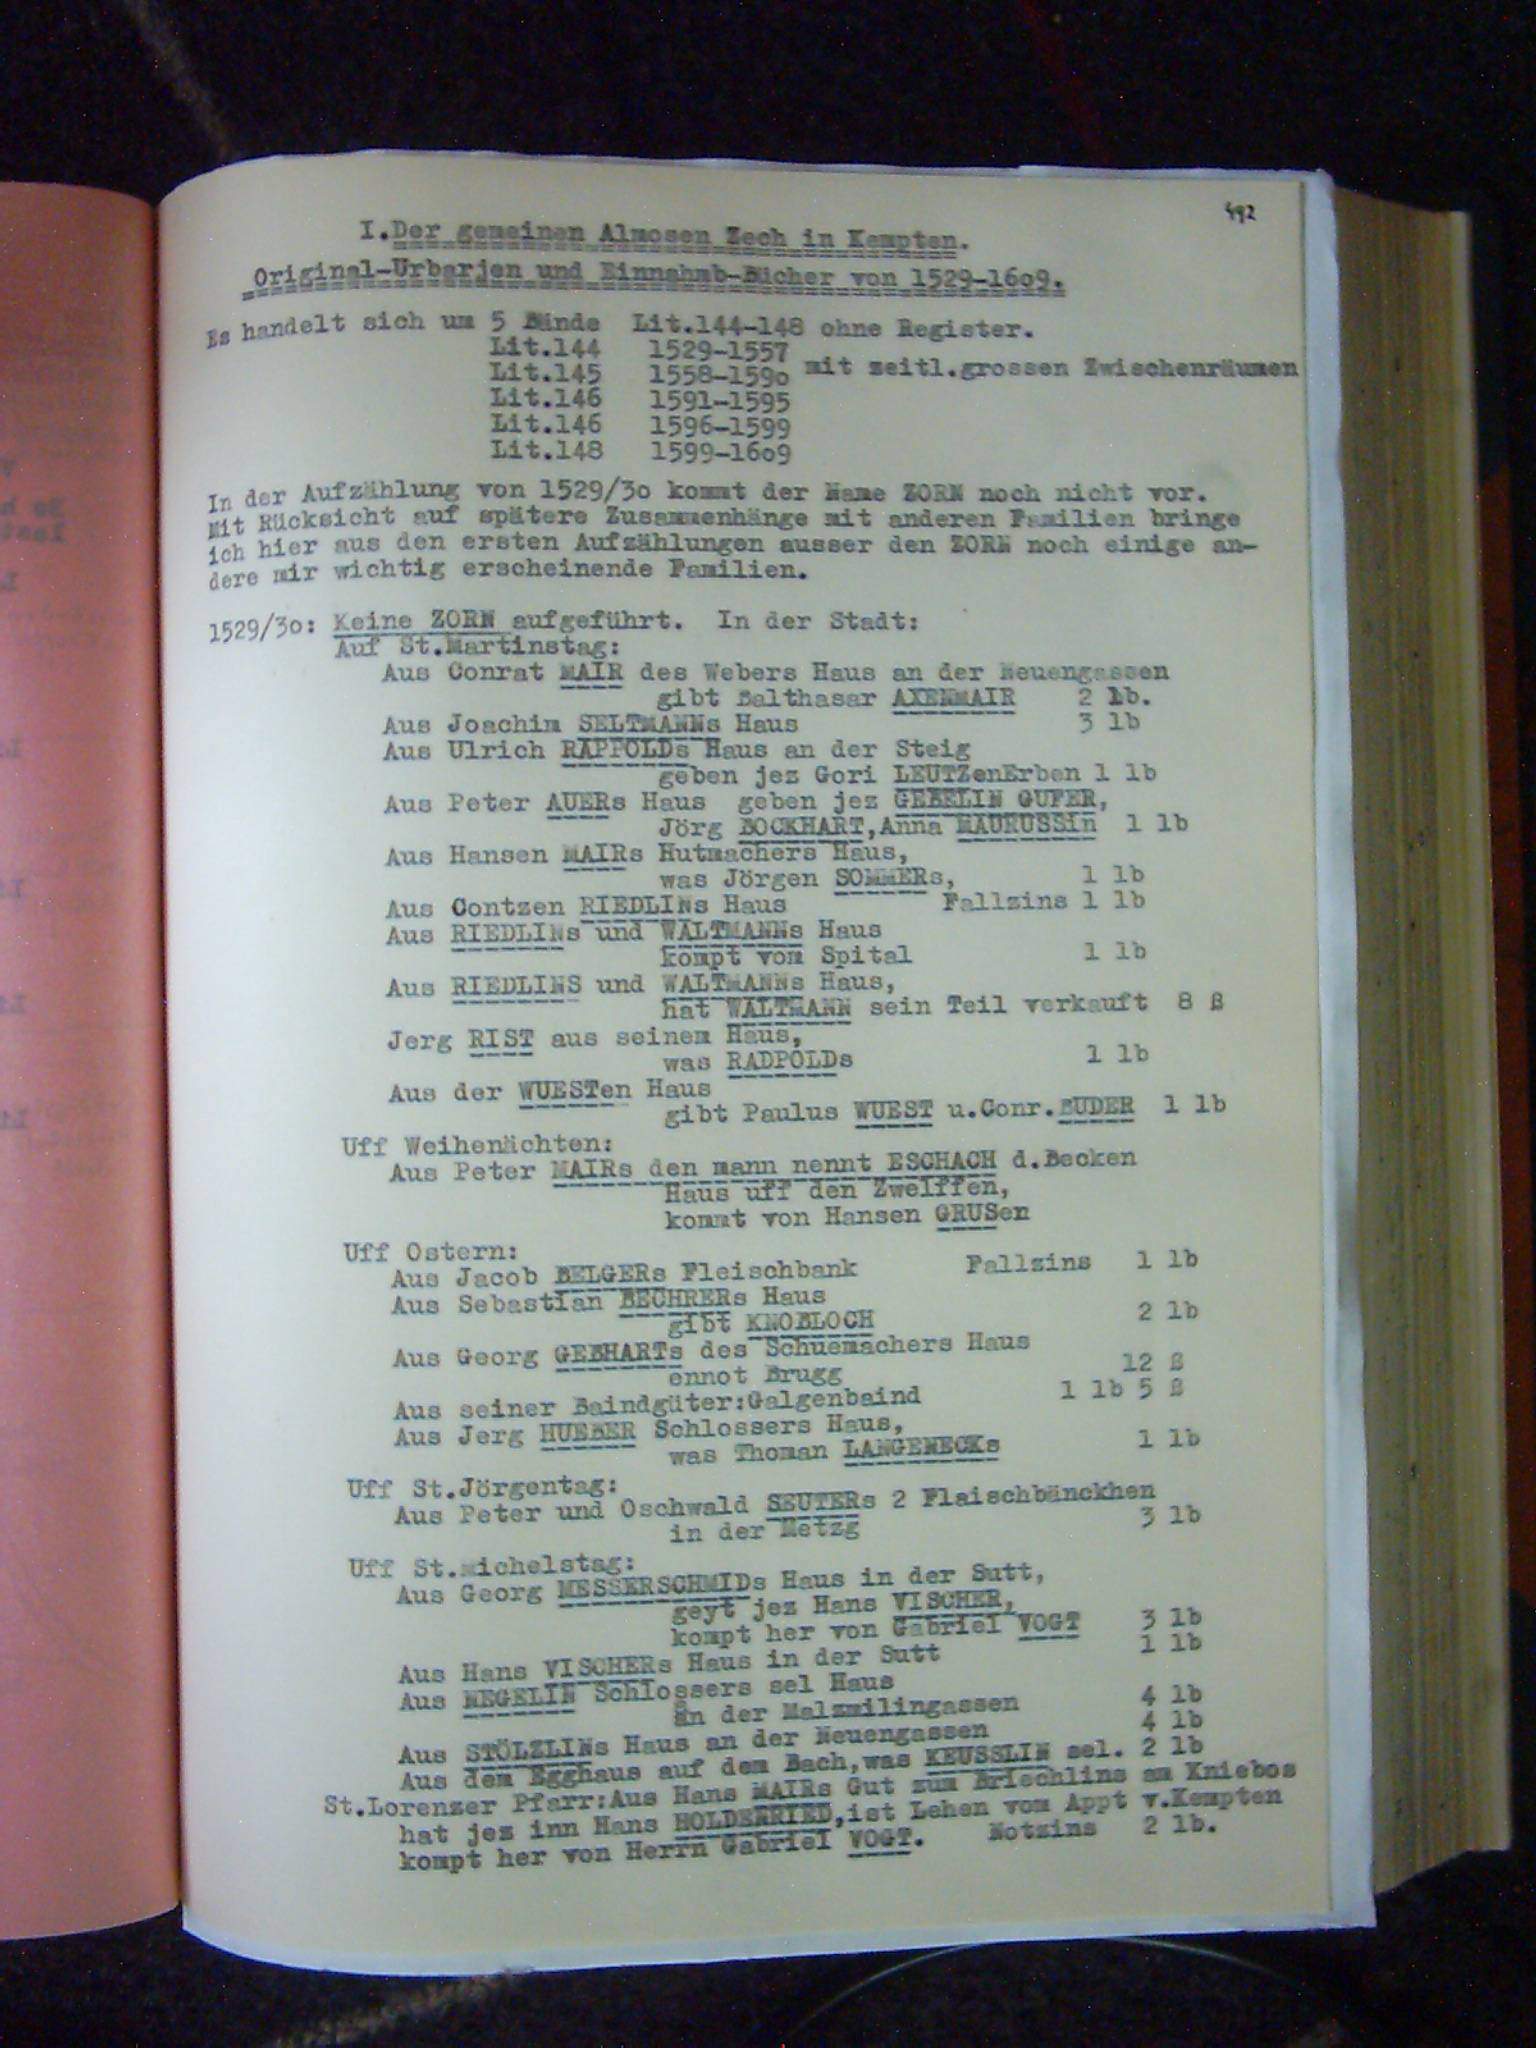 492
I.Der gemeinen Almosen Zech in Kempten.
Original-Urbarjen und Einnahmb-Bücher von 1529-16o9.
Es handelt sich um 5 Bände Lit.144-148 ohne Register.
Lit.144 1529-1557
Lit.145 1558-159o mit zeitl.grossen Zwischenräumen
Lit.146 1591-1595
Lit.146 1596-1599
Lit.148 1599-16o9
In der Aufzählung von 1529/3o kommt der Name ZORN noch nicht vor.
Mit Rücksicht auf spätere Zusammenhänge mit anderen Familien bringe
ich hier aus den ersten Aufzählungen ausser den ZORN noch einige an-
dere mir wichtig erscheinende Familien.
1529/3o: Keine ZORN aufgeführt. In der Stadt:
Auf St.Martinstag:
Aus Conrat MAIR des Webers Haus an der Neuengassen
gibt Balthasar AXENMAIR 2 lb.
Aus Joachim SELTMANNs Haus 3 lb
Aus Ulrich RAPPOLDs Haus an der Steig
geben jez Gori LEUTZenErben 1 lb
Aus Peter AUERs Haus geben jez GEBELIN GUFER,
Jörg BOCKHART,Anna MAURUSSin 1 lb
Aus Hansen MAIRs Hutmachers Haus,
was Jörgen SOMMERs, 1 lb
Aus Contzen RIEDLINs Haus Fallzins 1 lb
Aus RIEDLINs und WALTMANNs Haus
kompt vom Spital 1 lb
Aus RIEDLINS und WALTMANNs Haus,
hat WALTMANN sein Teil verkauft 8 ß
Jerg RIST aus seinem Haus,
was RADPOLDs 1 lb
Aus der WUESTen Haus
gibt Paulus WUEST u.Conr.BUDER 1 lb
Uff Weihenächten:
Aus Peter MAIRs den mann nennt ESCHACH d.Becken
Haus uff den Zwelffen,
kommt von Hansen GRUSen
Uff Ostern:
Aus Jacob BELGERs Fleischbank Fallzins 1 lb
Aus Sebastian BECHRERs Haus
gibt KNOBLOCH 2 lb
Aus Georg GEBHARTs des Schuemachers Haus
ennot Brugg 12 ß
Aus seiner Baindgüter:Galgenbaind 1 lb 5 ß
Aus Jerg HUEBER Schlossers Haus,
was Thoman LANGENECKs 1 lb
Uff St.Jörgentag:
Aus Peter und Oschwald SEUTERs 2 Flaischbänckhen
in der Metzg 3 lb
Uff St.Michelstag:
Aus Georg MESSERSCHMIDs Haus in der Sutt,
geyt jez Hans VISCHER,
kompt her von Gabriel VOGT 3 lb
Aus Hans VISCHERs Haus in der Sutt 1 lb
Aus NEGELIN Schlossers sel Haus
an der Malzmilingassen 4 lb
Aus STÖLZLINs Haus an der Neuengassen 4 lb
Aus dem Egghaus auf dem Bach,was KEUSSLIN sel. 2 lb
St.Lorenzer Pfarr:Aus Hans MAIRs Gut zum Brischlins am Kniebos
hat jez inn Hans HOLDERRIED,ist Lehen vom Appt v.Kempten
kompt her von Herrn Gabriel VOGT. Notzins 2 lb.